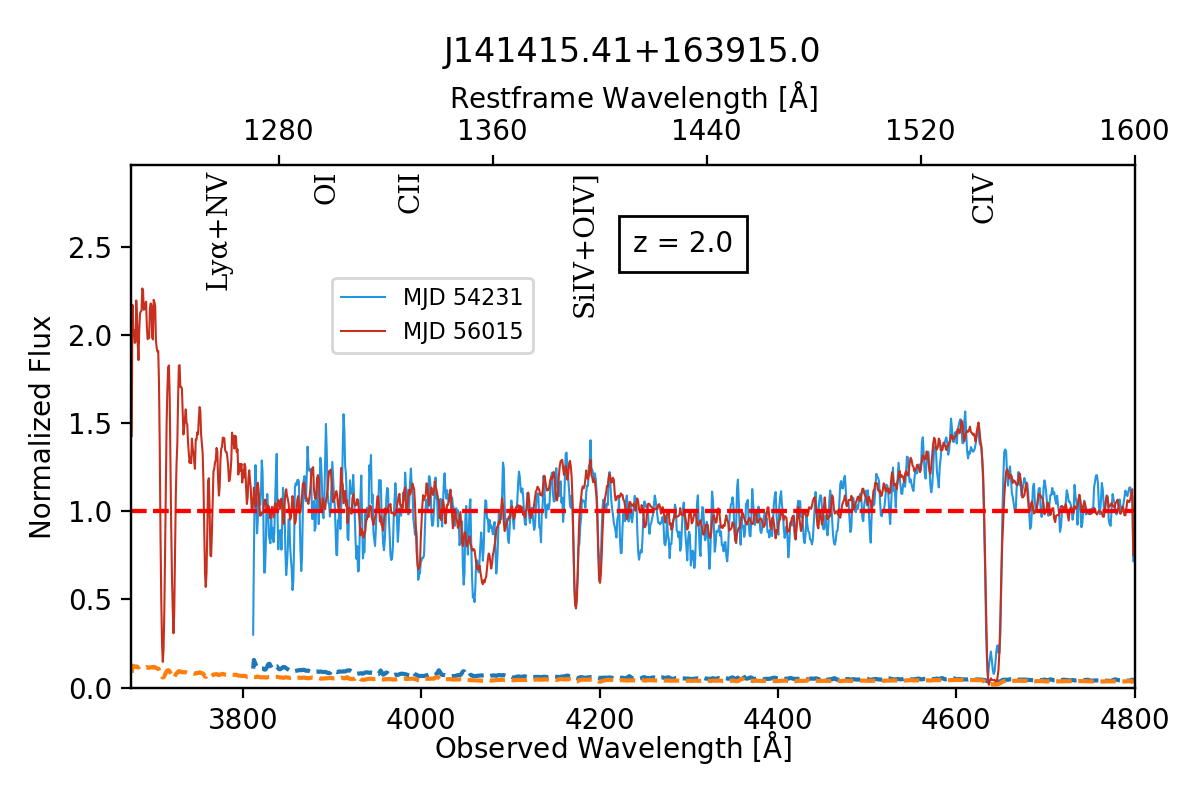 J141415.41+163915.0
Restframe Wavelength [Å]
1280 1360 1440 1520 1600
Lyα+NV
OI
CII
SiIV+OIV]
CIV
z = 2.0
MJD 54231
MJD 56015
Normalized Flux
2.5
2.0
1.5
1.0
0.5
0.0
3800 4000 4200 4400 4600 4800
Observed Wavelength [Å]